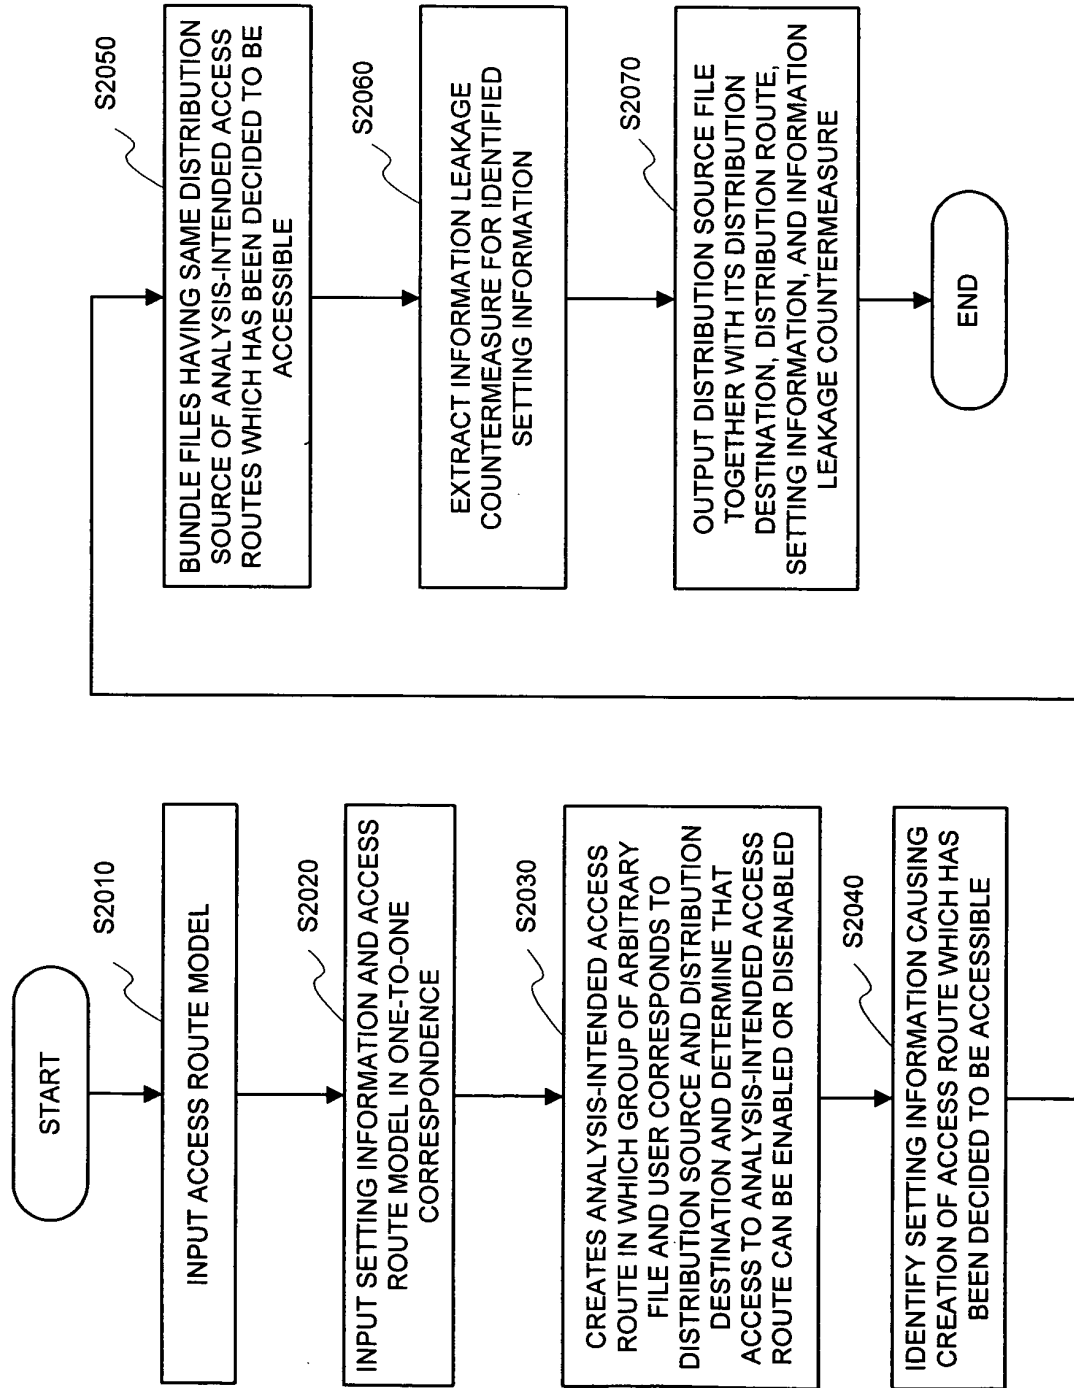 START
S2010
INPUT ACCESS ROUTE MODEL
S2020
INPUT SETTING INFORMATION AND ACCESS
ROUTE MODEL IN ONE-TO-ONE
CORRESPONDENCE
S2030
CREATES ANALYSIS-INTENDED ACCESS
ROUTE IN WHICH GROUP OF ARBITRARY
FILE AND USER CORRESPONDS TO
DISTRIBUTION SOURCE AND DISTRIBUTION
DESTINATION AND DETERMINE THAT
ACCESS TO ANALYSIS-INTENDED ACCESS
ROUTE CAN BE ENABLED OR DISENABLED
S2040
IDENTIFY SETTING INFORMATION CAUSING
CREATION OF ACCESS ROUTE WHICH HAS
BEEN DECIDED TO BE ACCESSIBLE
S2050
BUNDLE FILES HAVING SAME DISTRIBUTION
SOURCE OF ANALYSIS-INTENDED ACCESS
ROUTES WHICH HAS BEEN DECIDED TO BE
ACCESSIBLE
S2060
EXTRACT INFORMATION LEAKAGE
COUNTERMEASURE FOR IDENTIFIED
SETTING INFORMATION
S2070
OUTPUT DISTRIBUTION SOURCE FILE
TOGETHER WITH ITS DISTRIBUTION
DESTINATION, DISTRIBUTION ROUTE,
SETTING INFORMATION, AND INFORMATION
LEAKAGE COUNTERMEASURE
END